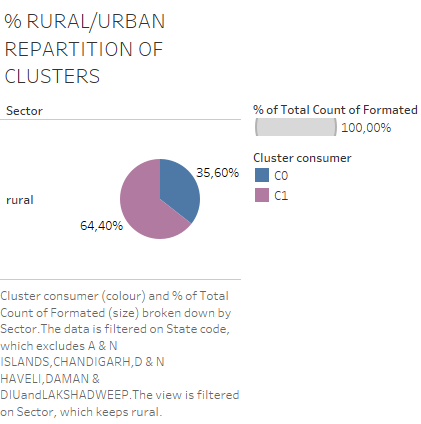 % RURAL/URBAN
REPARTITION OF
CLUSTERS
Sector
rural
35,60%
64,40%
% of Total Count of Formated
100,00%
Cluster consumer
C0
C1
Cluster consumer (colour) and % of Total
Count of Formated (size) broken down by
Sector.The data is filtered on State code,
which excludes A & N
ISLANDS,CHANDIGARH,D & N
HAVELI,DAMAN &
DIUandLAKSHADWEEP.The view is filtered
on Sector, which keeps rural.